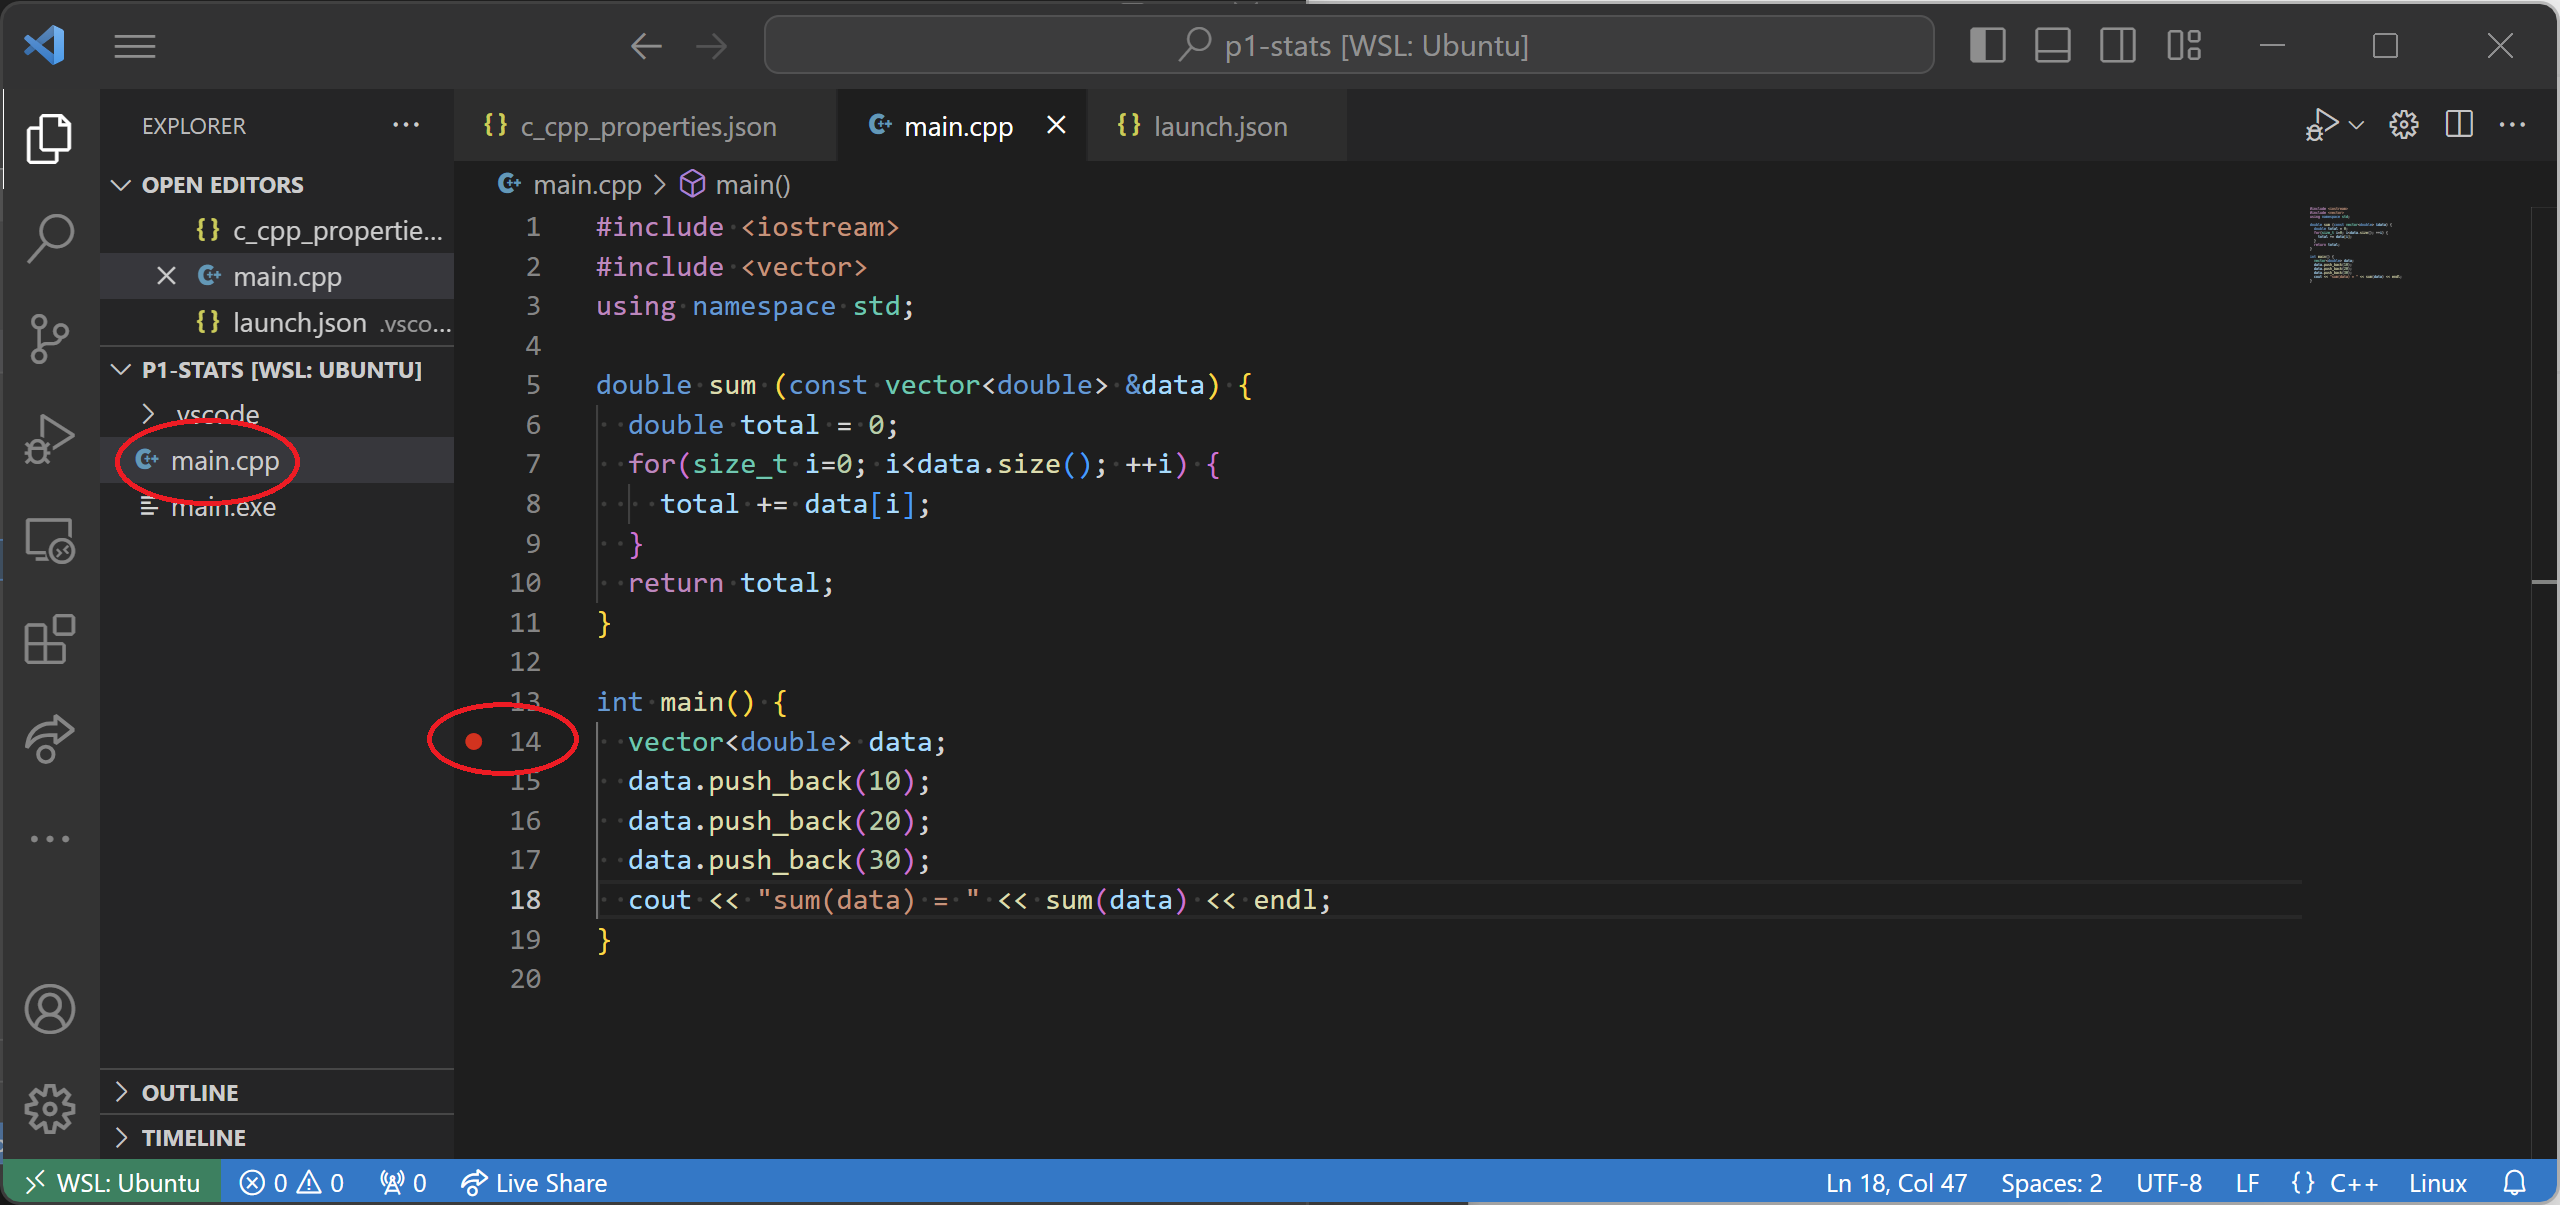 p1-stats [WSL: Ubuntu]
EXPLORER
OPEN EDITORS
{} c_cpp_propertie...
main.cpp
{} launch.json .vsco...
P1-STATS [WSL: UBUNTU]
.vscode
main.cpp
main.exe
OUTLINE
TIMELINE
{} c_cpp_properties.json
main.cpp
{} launch.json
main.cpp > main()
1 #include <iostream>
2 #include <vector>
3 using namespace std;
4
5 double sum (const vector<double> &data) {
6 double total = 0;
7 for(size_t i=0; i<data.size(); ++i) {
8 total += data[i];
9 }
10 return total;
11 }
12
13 int main() {
14 vector<double> data;
15 data.push_back(10);
16 data.push_back(20);
17 data.push_back(30);
18 cout << "sum(data) = " << sum(data) << endl;
19 }
20
WSL: Ubuntu 0 0 0 Live Share Ln 18, Col 47 Spaces: 2 UTF-8 LF {} C++ Linux